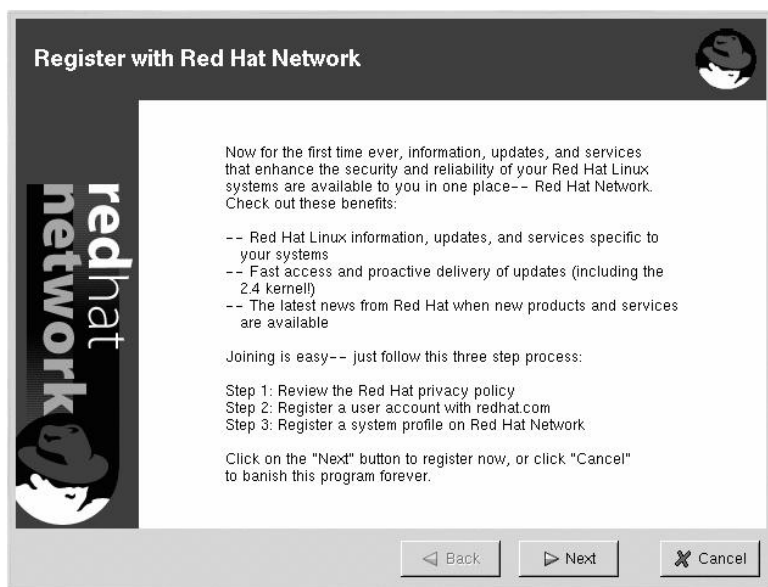 Register with Red Hat Network
redhat
network
Now for the first time ever, information, updates, and services
that enhance the security and reliability of your Red Hat Linux
systems are available to you in one place-- Red Hat Network.
Check out these benefits:
-- Red Hat Linux information, updates, and services specific to
your systems
-- Fast access and proactive delivery of updates (including the
2.4 kernel!)
-- The latest news from Red Hat when new products and services
are available
Joining is easy-- just follow this three step process:
Step 1: Review the Red Hat privacy policy
Step 2: Register a user account with redhat.com
Step 3: Register a system profile on Red Hat Network
Click on the "Next" button to register now, or click "Cancel"
to banish this program forever.
Back Next Cancel